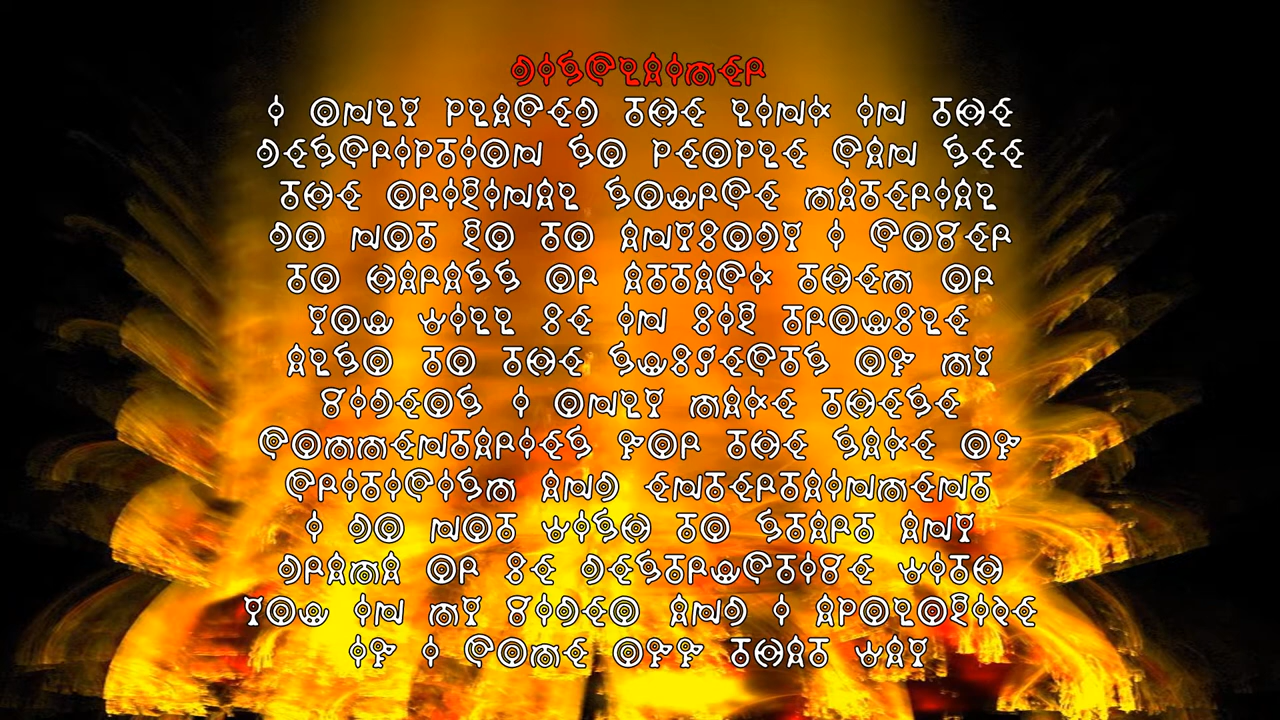 DISCLAIMER
I ONLY PLACED THE LINK IN THE
DESCRIPTION SO PEOPLE CAN SEE
THE ORIGINAL SOURCE MATERIAL
DO NOT GO TO ANYBODY I COVER
TO HARASS OR ATTACK THEM OR
YOU WILL BE IN BIG TROUBLE
ALSO TO THE SUBJECTS OF MY
VIDEOS I ONLY MAKE THESE
COMMENTARIES FOR THE SAKE OF
CRITICISM AND ENTERTAINMENT
I DO NOT WISH TO START ANY
DRAMA OR BE DESTRUCTIVE WITH
YOU IN MY VIDEO AND I APOLOGIZE
IF I COME OFF THAT WAY